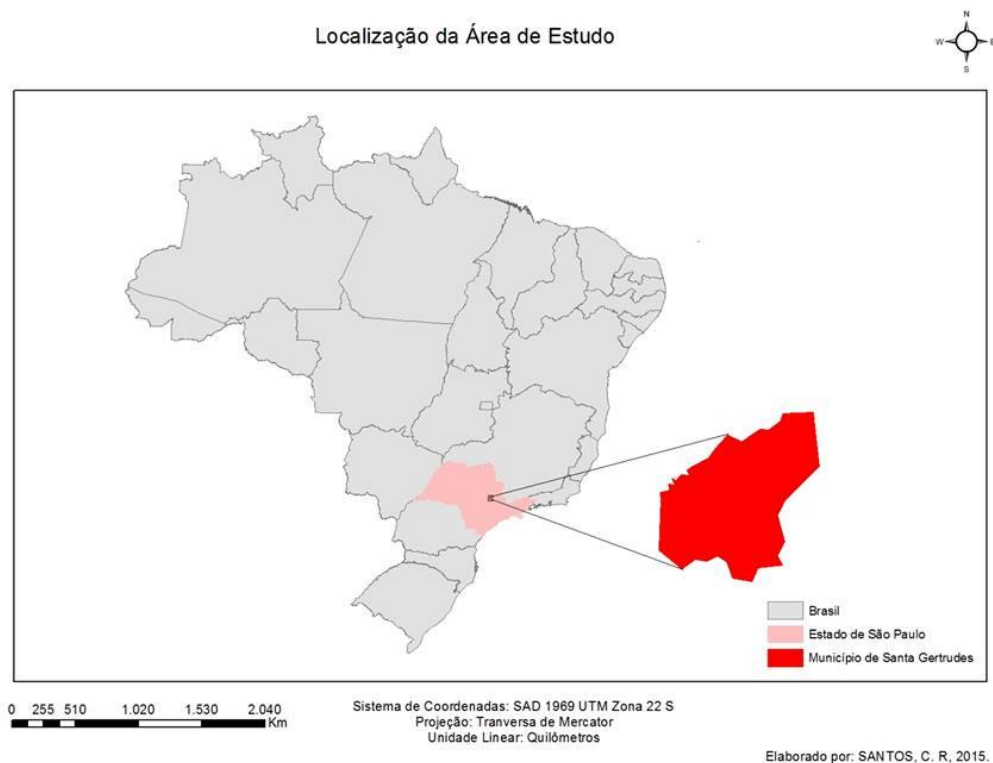 Localização da Área de Estudo
N
W
E
S
Brasil
Estado de São Paulo
Município de Santa Gertrudes
0 255 510 1.020 1.530 2.040
Km
Sistema de Coordenadas: SAD 1969 UTM Zona 22 S
Projeção: Tranversa de Mercator
Unidade Linear: Quilômetros
Elaborado por: SANTOS, C. R, 2015.